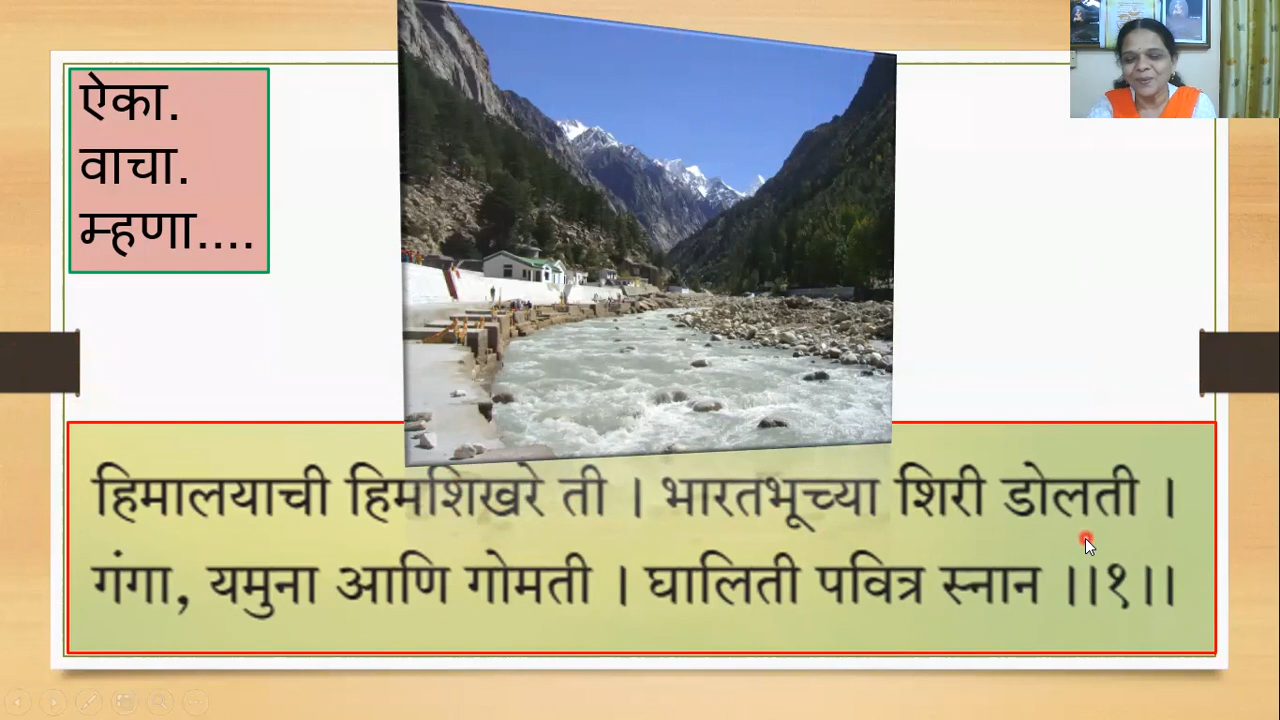 ऐका.
वाचा.
म्हणा....
हिमालयाची हिमशिखरे ती । भारतभूच्या शिरी डोलती ।
गंगा, यमुना आणि गोमती । घालिती पवित्र स्नान ।।१।।